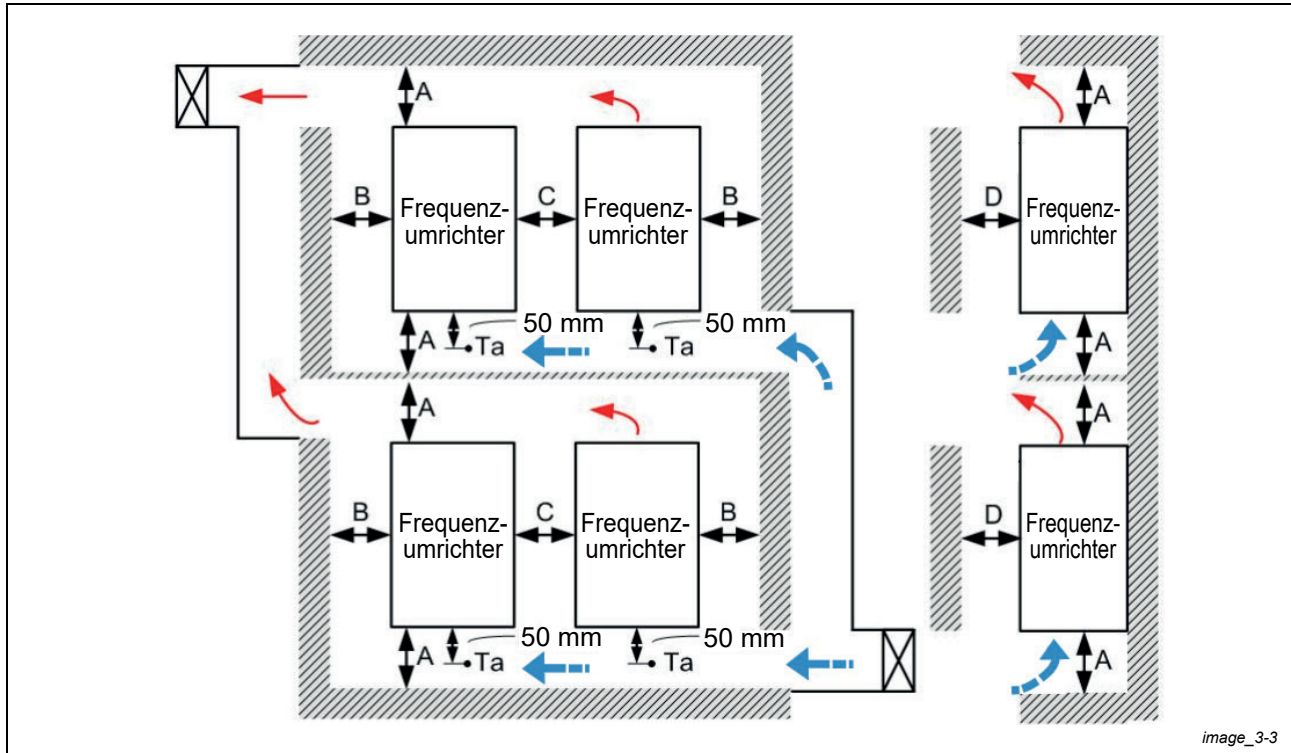 A
A
B
C
B
D
Frequenz-
umrichter
Frequenz-
umrichter
Frequenz-
umrichter
50 mm
50 mm
A
Ta
Ta
A
A
A
B
C
B
D
Frequenz-
umrichter
Frequenz-
umrichter
Frequenz-
umrichter
50 mm
50 mm
A
Ta
Ta
A
image_3-3